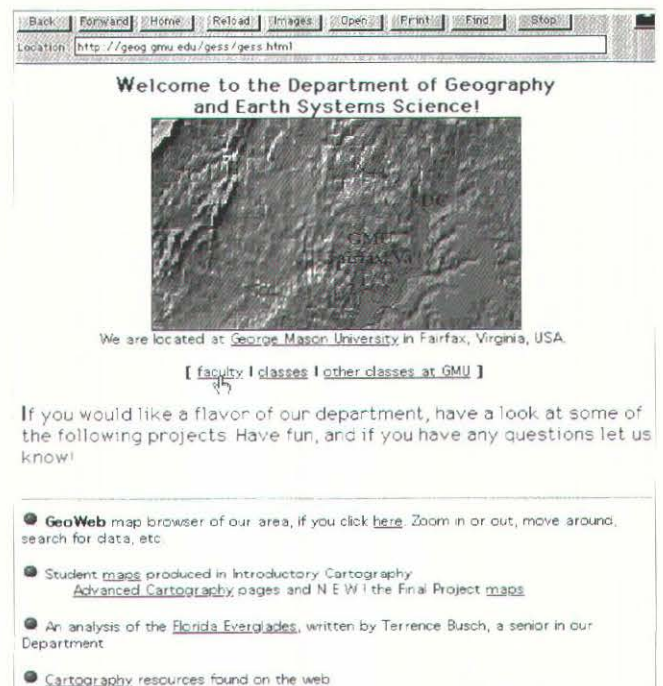 Back Forward Home Reload Images Open Print Find Stop
Location: http://geog.gmu.edu/gess/gess.html
Welcome to the Department of Geography
and Earth Systems Science!
DC
GMU
Fairfax, Va
We are located at George Mason University in Fairfax, Virginia, USA.
[ faculty | classes | other classes at GMU ]
If you would like a flavor of our department, have a look at some of
the following projects. Have fun, and if you have any questions let us
know!
GeoWeb map browser of our area, if you click here. Zoom in or out, move around,
search for data, etc.
Student maps produced in Introductory Cartography
Advanced Cartography pages and N E W ! the Final Project maps
An analysis of the Florida Everglades, written by Terrence Busch, a senior in our
Department
Cartography resources found on the web